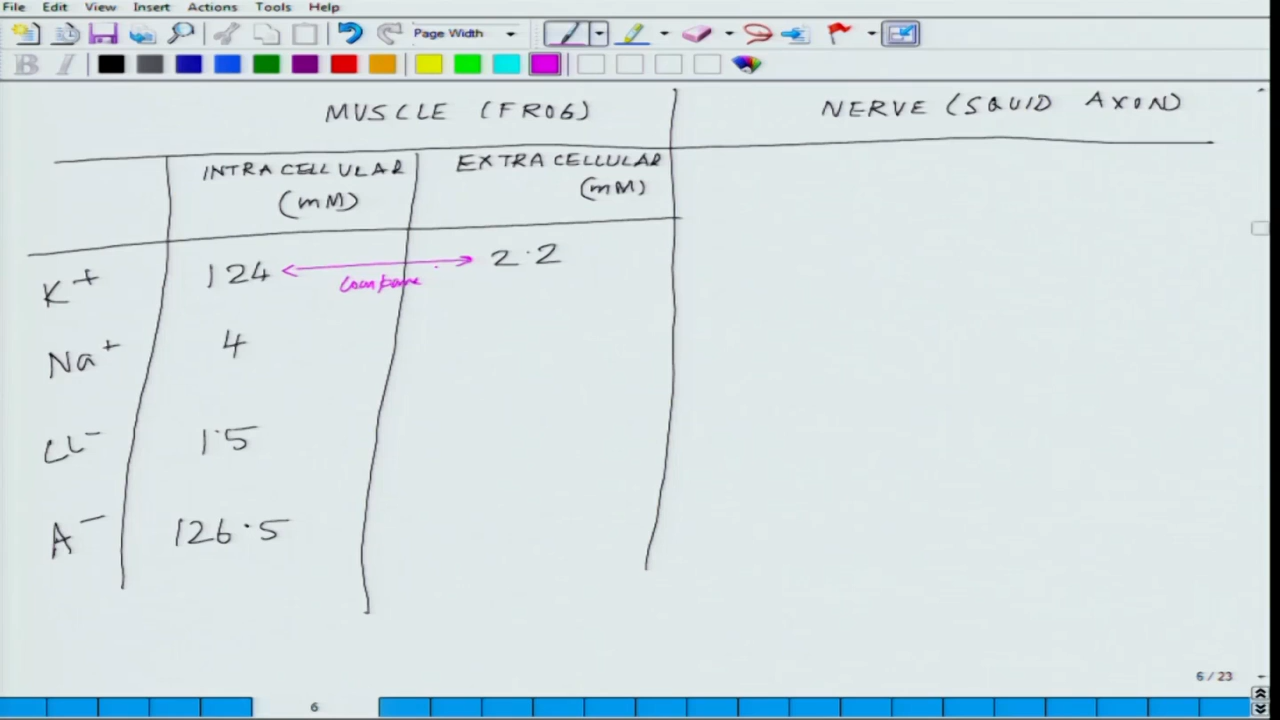 File Edit View Insert Actions Tools Help
Page Width
B I
MUSCLE (FROG) NERVE (SQUID AXON)
INTRACELLULAR (mM) EXTRACELLULAR (mM)
K+ 124 2.2
Compare
Na+ 4
CL- 1.5
A- 126.5
6 / 23
6